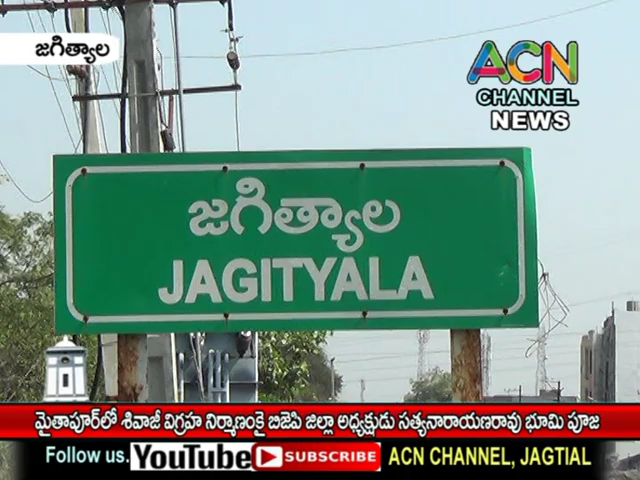 జగిత్యాల
ACN
CHANNEL
NEWS
జగిత్యాల
JAGITYALA
మైతాపూర్‌లో శివాజీ విగ్రహ నిర్మాణంకై బిజెపి జిల్లా అధ్యక్షుడు సత్యనారాయణరావు భూమి పూజ
Follow us. YouTube SUBSCRIBE ACN CHANNEL, JAGTIAL